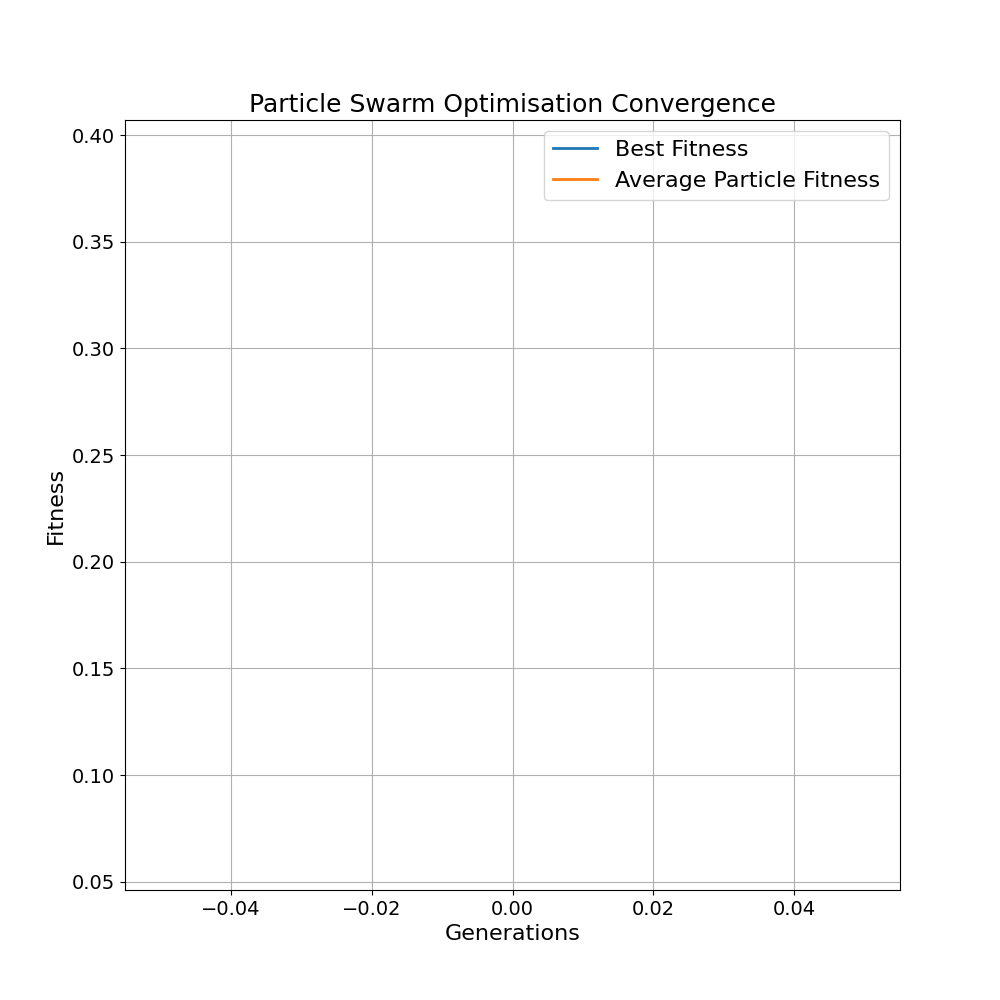 Particle Swarm Optimisation Convergence
Best Fitness
Average Particle Fitness
0.40
0.35
0.30
0.25
0.20
0.15
0.10
0.05
Fitness
−0.04
−0.02
0.00
0.02
0.04
Generations